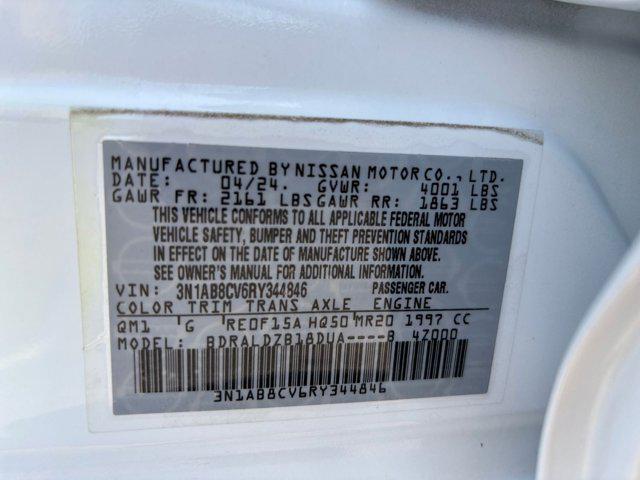 MANUFACTURED BY NISSAN MOTOR CO., LTD.
DATE: 04/24. GVWR: 4001 LBS
GAWR FR: 2161 LBS GAWR RR: 1863 LBS
THIS VEHICLE CONFORMS TO ALL APPLICABLE FEDERAL MOTOR
VEHICLE SAFETY, BUMPER AND THEFT PREVENTION STANDARDS
IN EFFECT ON THE DATE OF MANUFACTURE SHOWN ABOVE.
SEE OWNER'S MANUAL FOR ADDITIONAL INFORMATION.
VIN: 3N1AB8CV6RY344846 PASSENGER CAR.
COLOR TRIM TRANS AXLE ENGINE
QM1 G RE0F15A HQ50 MR20 1997 CC
MODEL: BDRALDZB18DUA----B 4Z000
3N1AB8CV6RY344846